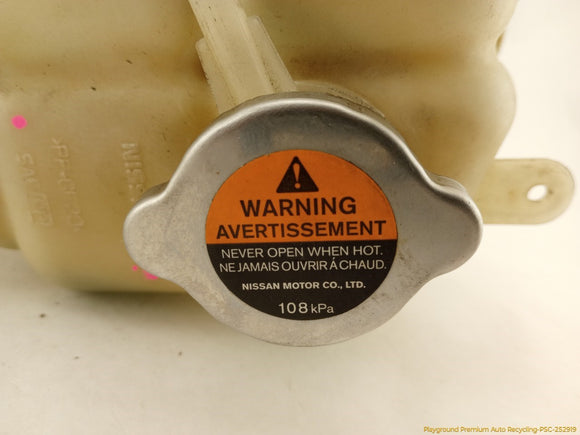 WARNING
AVERTISSEMENT
NEVER OPEN WHEN HOT.
NE JAMAIS OUVRIR Á CHAUD.
NISSAN MOTOR CO., LTD.
108 kPa
Playground Premium Auto Recycling-PSC-252919